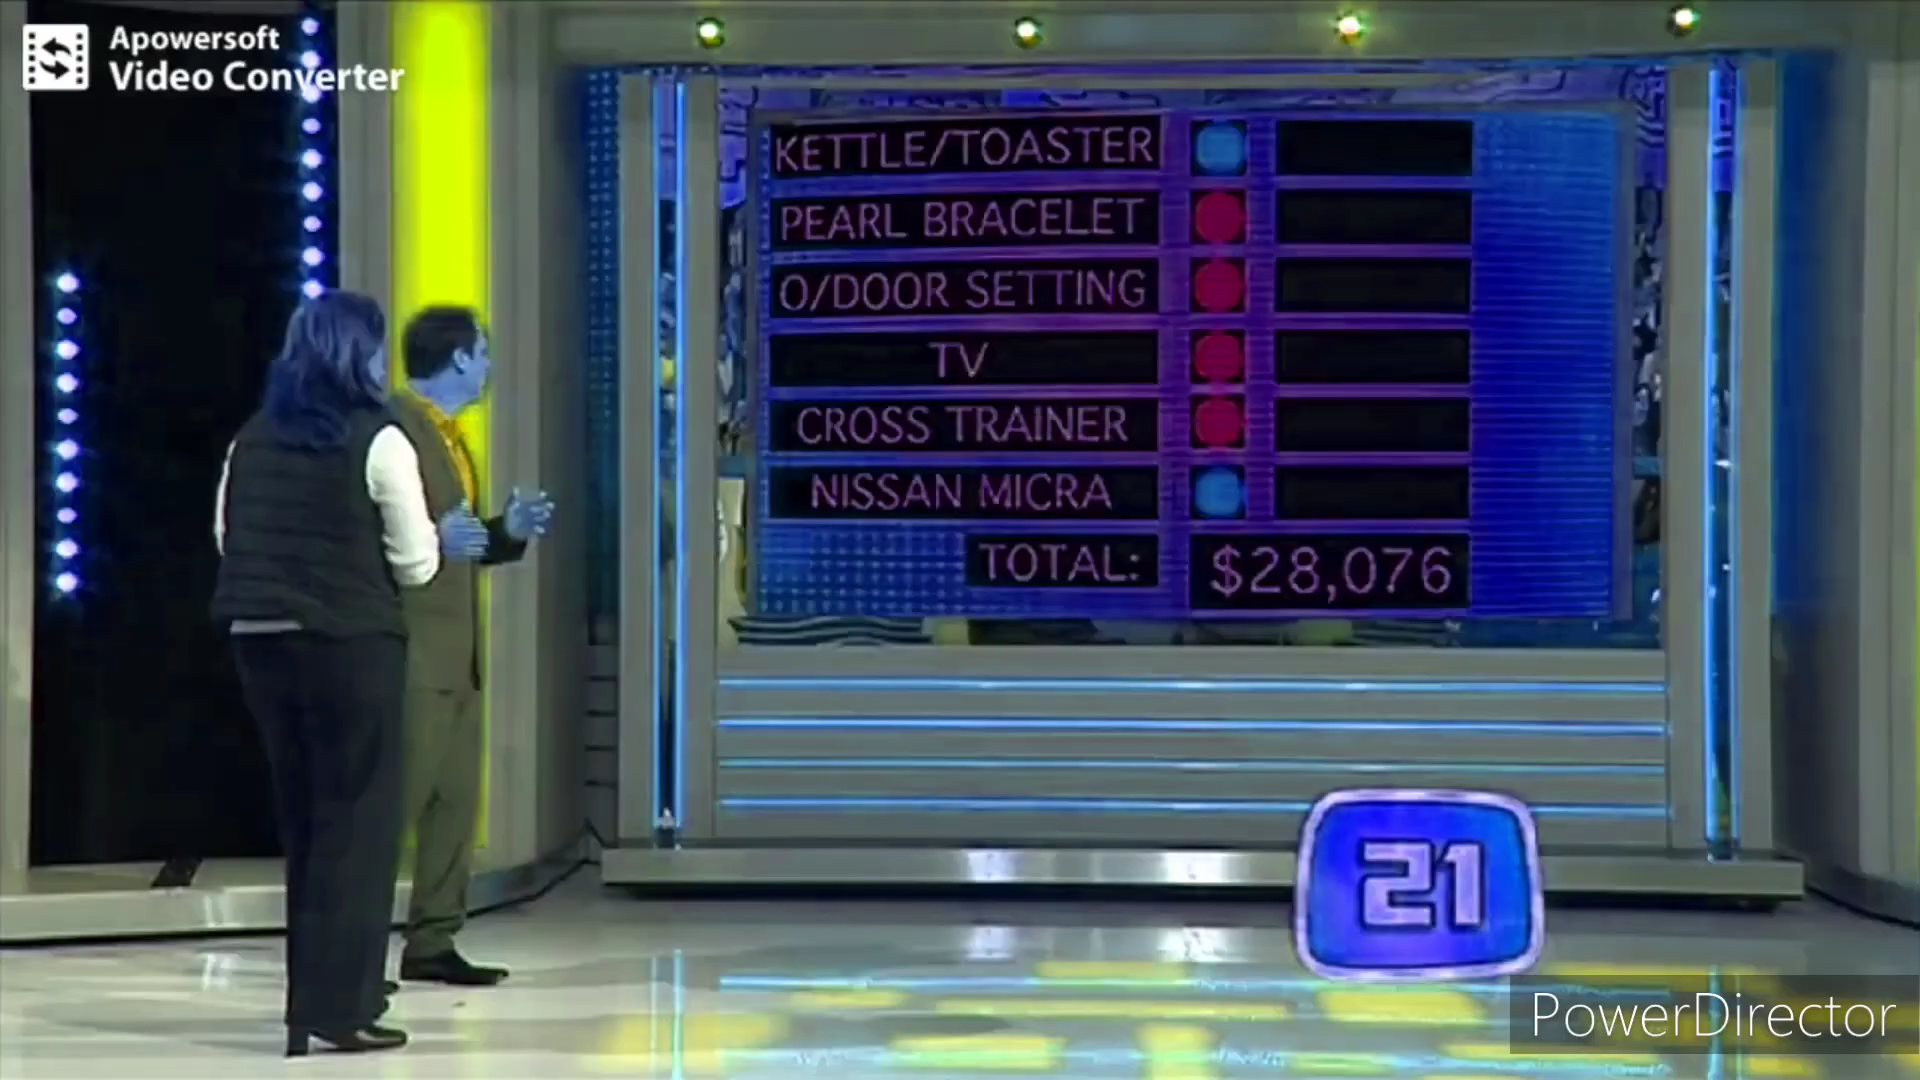 Apowersoft
Video Converter
KETTLE/TOASTER
PEARL BRACELET
O/DOOR SETTING
TV
CROSS TRAINER
NISSAN MICRA
TOTAL: $28,076
21
PowerDirector